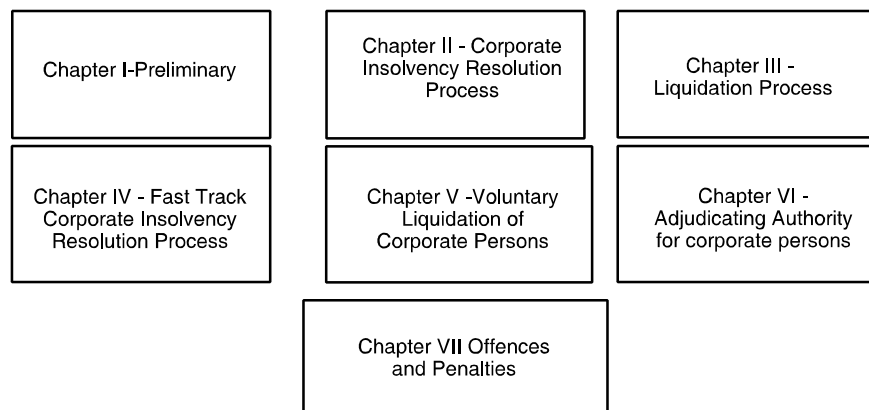 Chapter I-Preliminary
Chapter II - Corporate
Insolvency Resolution
Process
Chapter III -
Liquidation Process
Chapter IV - Fast Track
Corporate Insolvency
Resolution Process
Chapter V -Voluntary
Liquidation of
Corporate Persons
Chapter VI -
Adjudicating Authority
for corporate persons
Chapter VII Offences
and Penalties